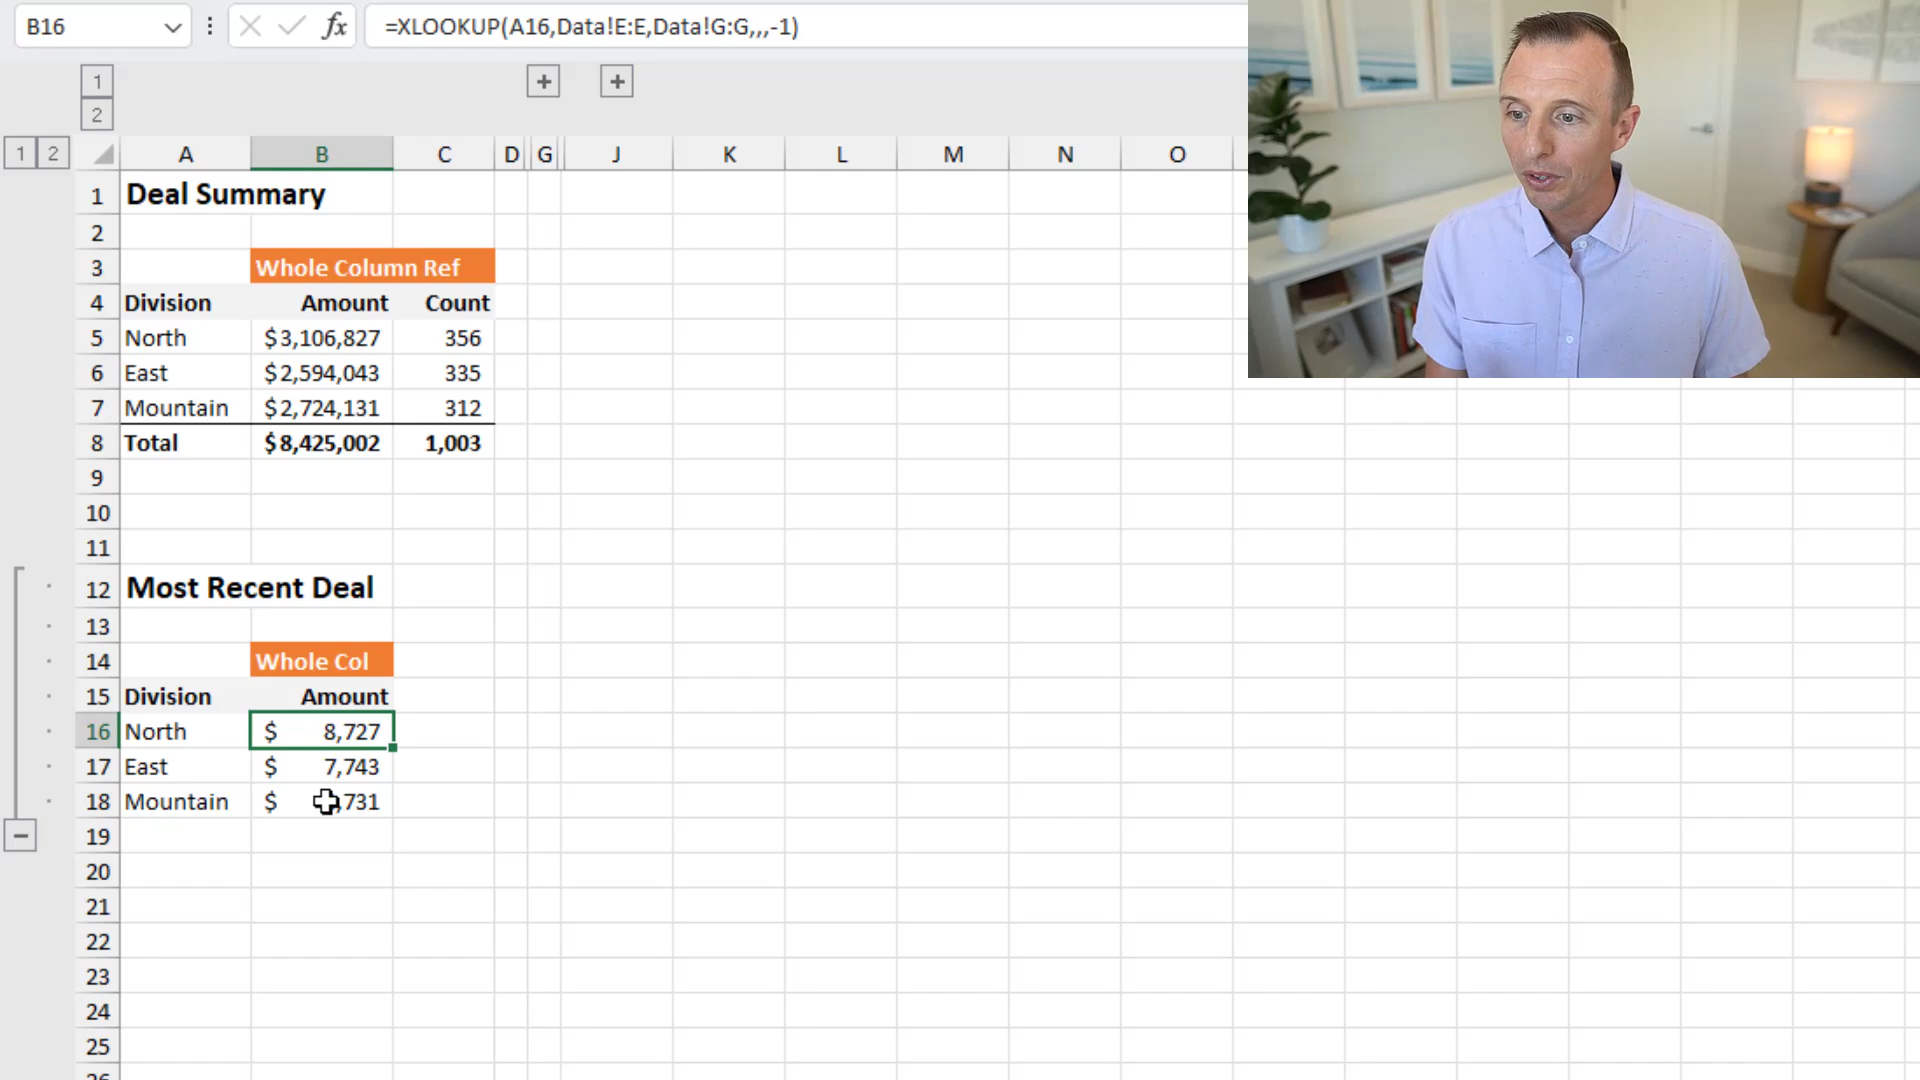 B16 fx =XLOOKUP(A16,Data!E:E,Data!G:G,,,-1)
1 + +
2
1 2 A B C D G J K L M N O
1 Deal Summary
2
3 Whole Column Ref
4 Division Amount Count
5 North $3,106,827 356
6 East $2,594,043 335
7 Mountain $2,724,131 312
8 Total $8,425,002 1,003
9
10
11
12 Most Recent Deal
13
14 Whole Col
15 Division Amount
16 North $ 8,727
17 East $ 7,743
18 Mountain $
19
20
21
22
23
24
25
26